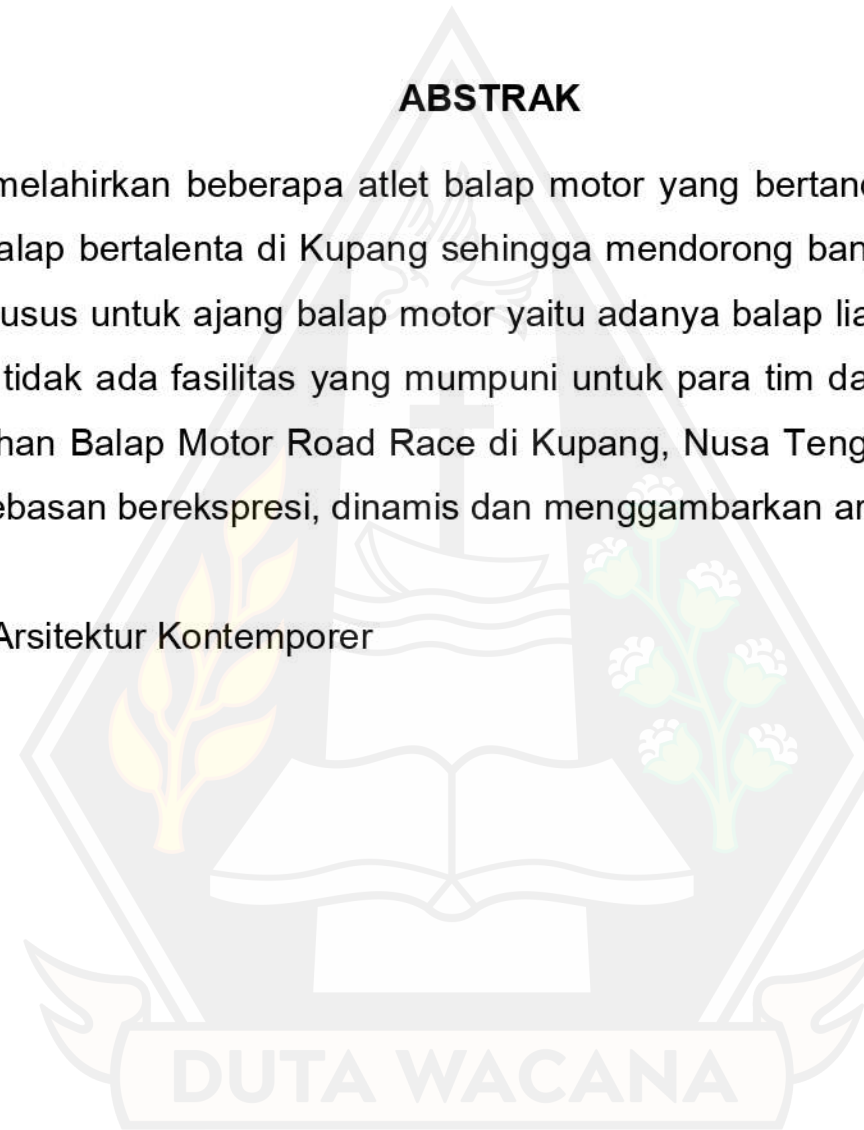 ABSTRAK
melahirkan beberapa atlet balap motor yang bertand
alap bertalenta di Kupang sehingga mendorong ban
usus untuk ajang balap motor yaitu adanya balap lia
tidak ada fasilitas yang mumpuni untuk para tim da
han Balap Motor Road Race di Kupang, Nusa Teng
ebasan berekspresi, dinamis dan menggambarkan ar
Arsitektur Kontemporer
DUTA WACANA